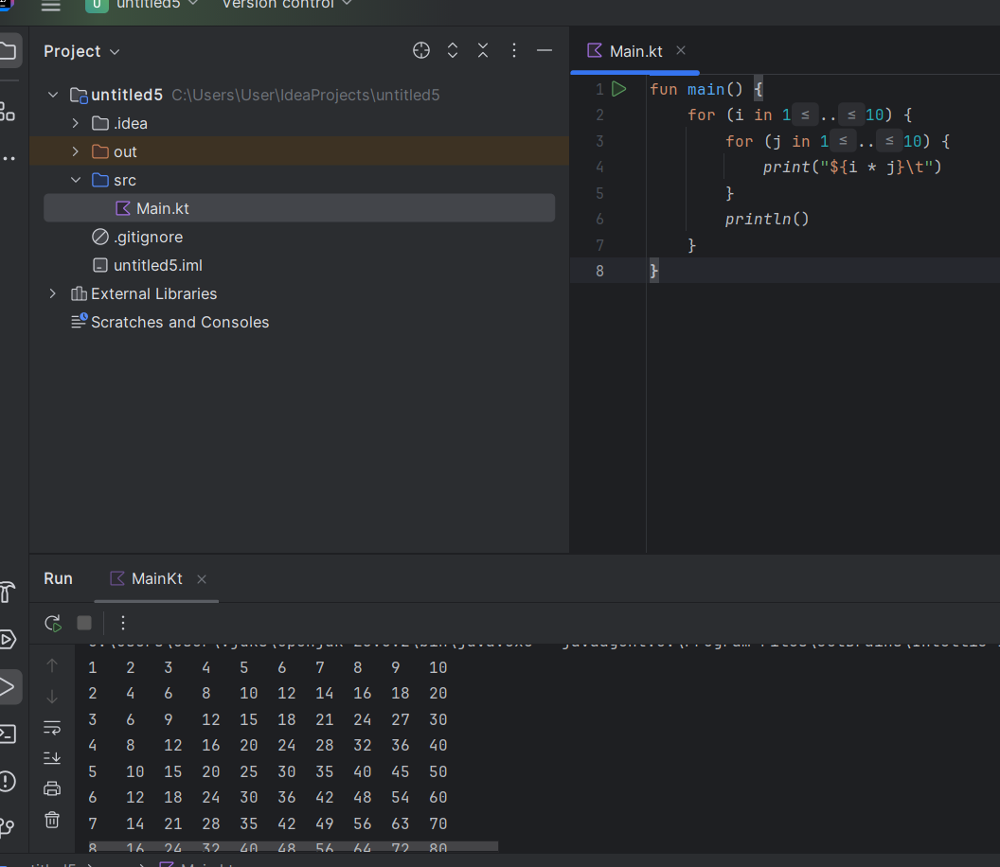 U untitled5 Version control
Project
Main.kt
untitled5 C:\Users\User\IdeaProjects\untitled5
.idea
out
src
Main.kt
.gitignore
untitled5.iml
External Libraries
Scratches and Consoles
1 fun main() {
2 for (i in 1 ≤ .. ≤ 10) {
3 for (j in 1 ≤ .. ≤ 10) {
4 print("${i * j}\t")
5 }
6 println()
7 }
8 }
Run
MainKt
1 2 3 4 5 6 7 8 9 10
2 4 6 8 10 12 14 16 18 20
3 6 9 12 15 18 21 24 27 30
4 8 12 16 20 24 28 32 36 40
5 10 15 20 25 30 35 40 45 50
6 12 18 24 30 36 42 48 54 60
7 14 21 28 35 42 49 56 63 70
8 16 24 32 40 48 56 64 72 80